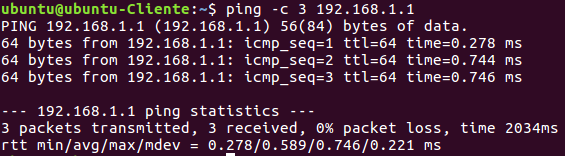 ubuntu@ubuntu-Cliente:~$ ping -c 3 192.168.1.1
PING 192.168.1.1 (192.168.1.1) 56(84) bytes of data.
64 bytes from 192.168.1.1: icmp_seq=1 ttl=64 time=0.278 ms
64 bytes from 192.168.1.1: icmp_seq=2 ttl=64 time=0.744 ms
64 bytes from 192.168.1.1: icmp_seq=3 ttl=64 time=0.746 ms
--- 192.168.1.1 ping statistics ---
3 packets transmitted, 3 received, 0% packet loss, time 2034ms
rtt min/avg/max/mdev = 0.278/0.589/0.746/0.221 ms